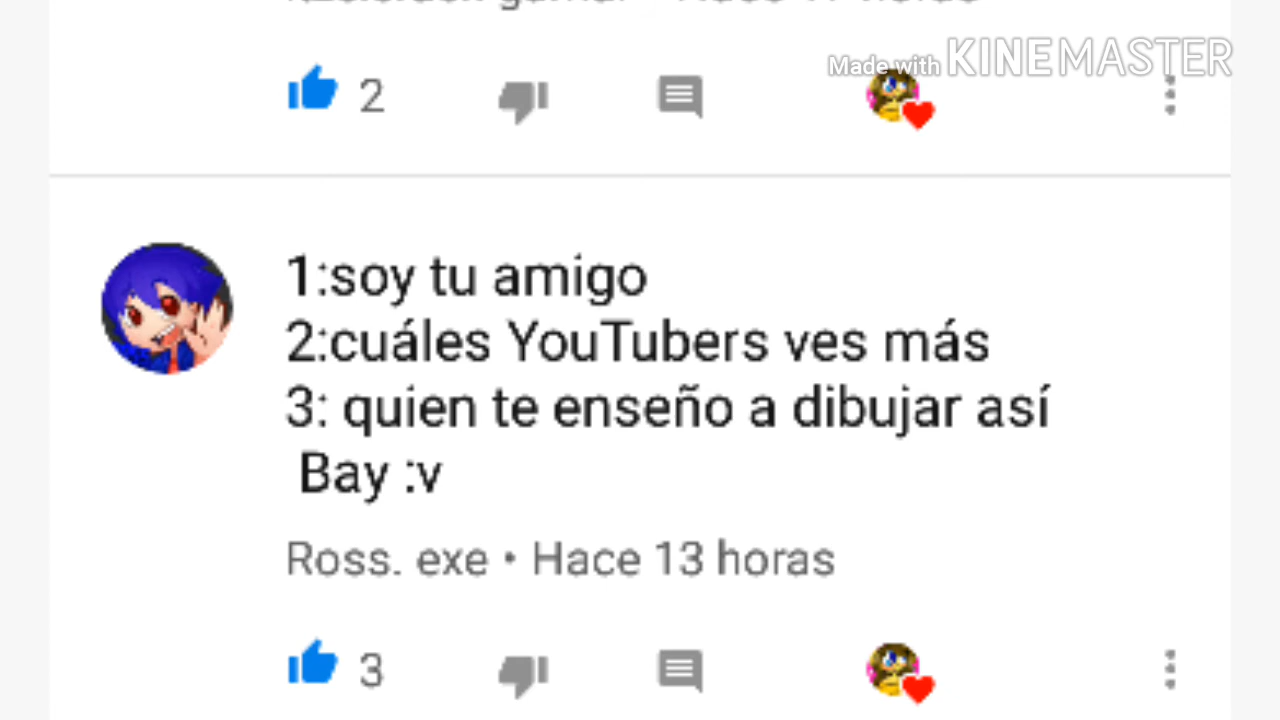 Made with KINEMASTER
2
1:soy tu amigo
2:cuáles YouTubers ves más
3: quien te enseño a dibujar así
Bay :v
Ross. exe • Hace 13 horas
3